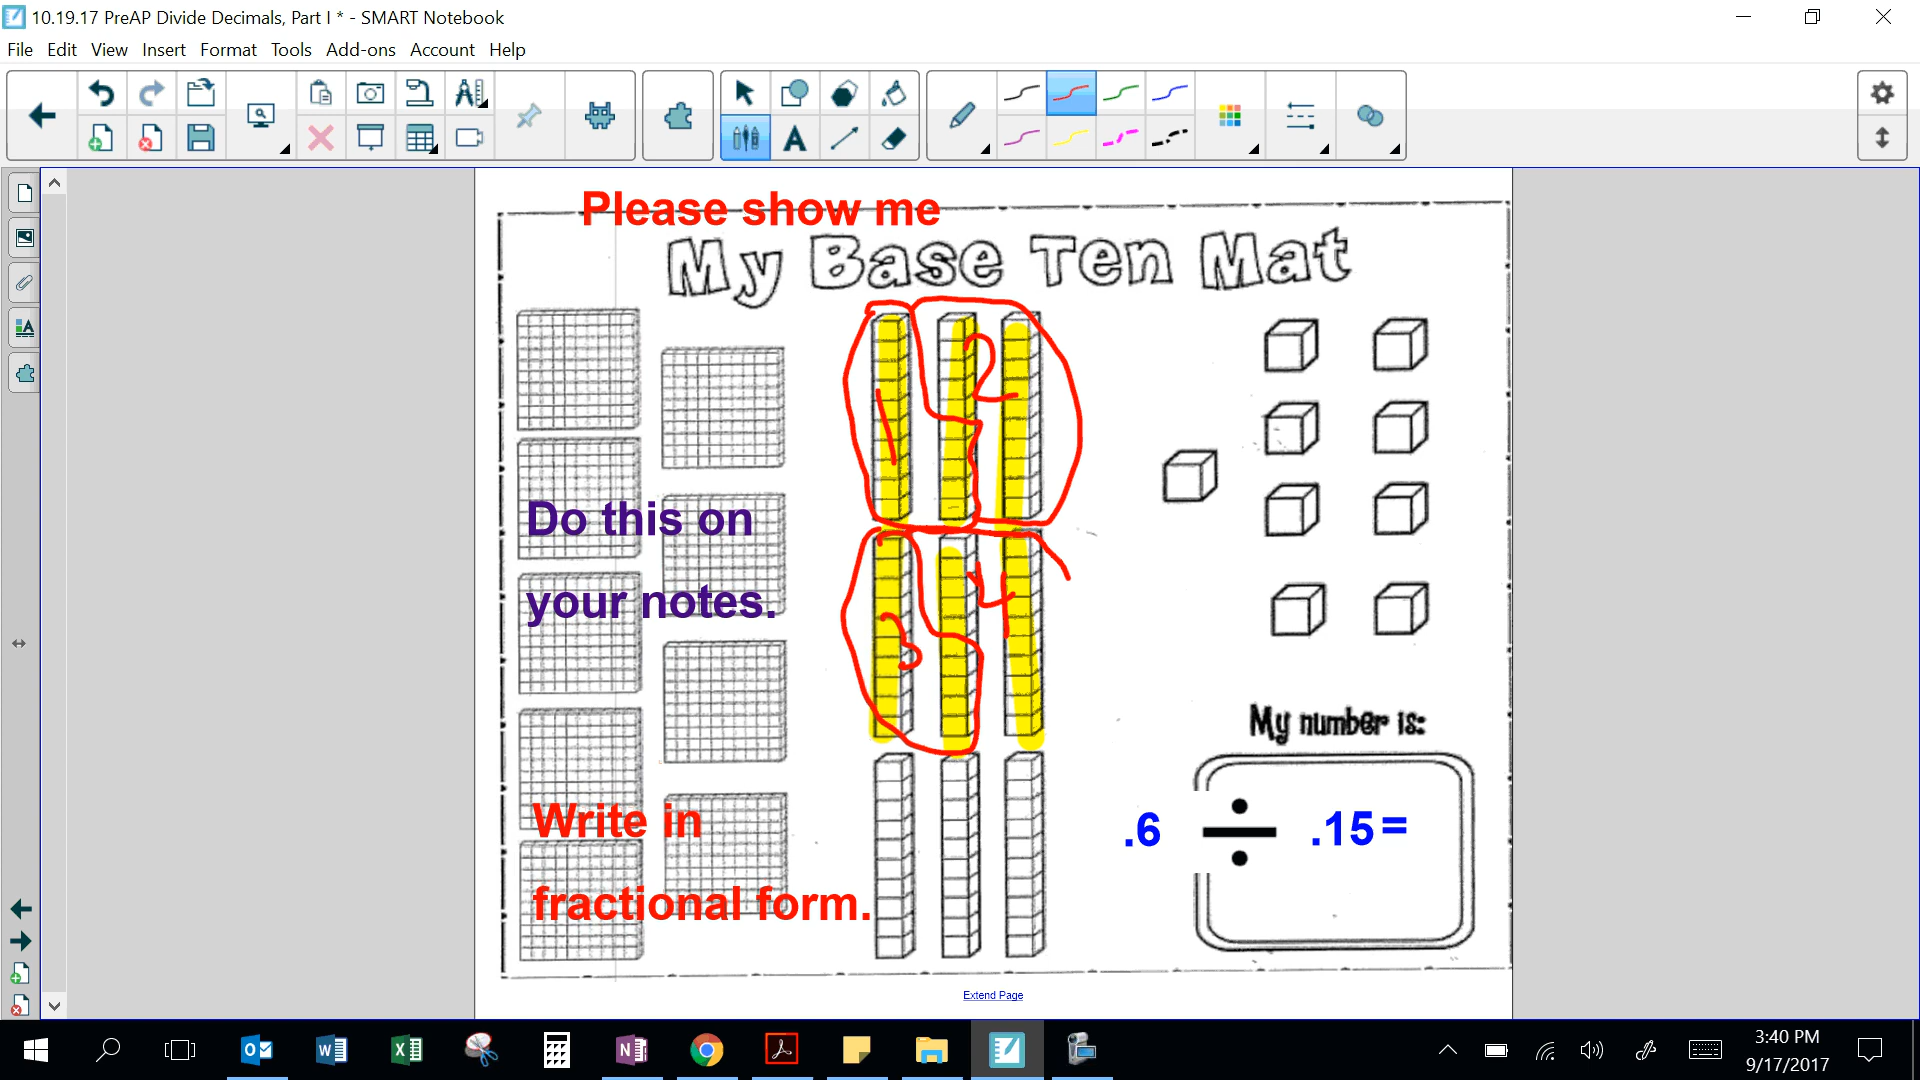 10.19.17 PreAP Divide Decimals, Part I * - SMART Notebook
File Edit View Insert Format Tools Add-ons Account Help
Please show me
My Base Ten Mat
1
2
Do this on
your notes.
3
4
My number is:
.6 ÷ .15=
Write in
fractional form.
Extend Page
3:40 PM
9/17/2017